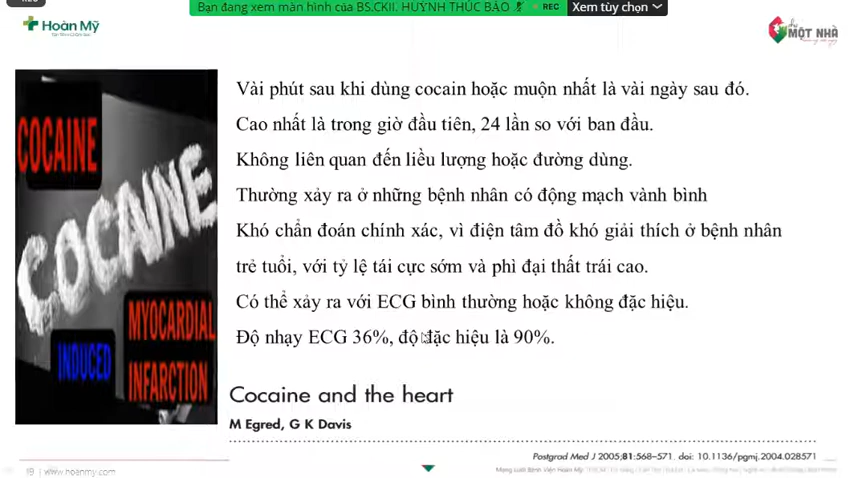 REC
Bạn đang xem màn hình của BS.CKII. HUỲNH THÚC BẢO
REC
Xem tùy chọn
Hoàn Mỹ
MỘT NHÀ
COCAINE
COCAINE
INDUCED
MYOCARDIAL
INFARCTION
Vài phút sau khi dùng cocain hoặc muộn nhất là vài ngày sau đó.
Cao nhất là trong giờ đầu tiên, 24 lần so với ban đầu.
Không liên quan đến liều lượng hoặc đường dùng.
Thường xảy ra ở những bệnh nhân có động mạch vành bình
Khó chẩn đoán chính xác, vì điện tâm đồ khó giải thích ở bệnh nhân
trẻ tuổi, với tỷ lệ tái cực sớm và phì đại thất trái cao.
Có thể xảy ra với ECG bình thường hoặc không đặc hiệu.
Độ nhạy ECG 36%, độ đặc hiệu là 90%.
Cocaine and the heart
M Egred, G K Davis
Postgrad Med J 2005;81:568–571. doi: 10.1136/pgmj.2004.028571
www.hoanmy.com